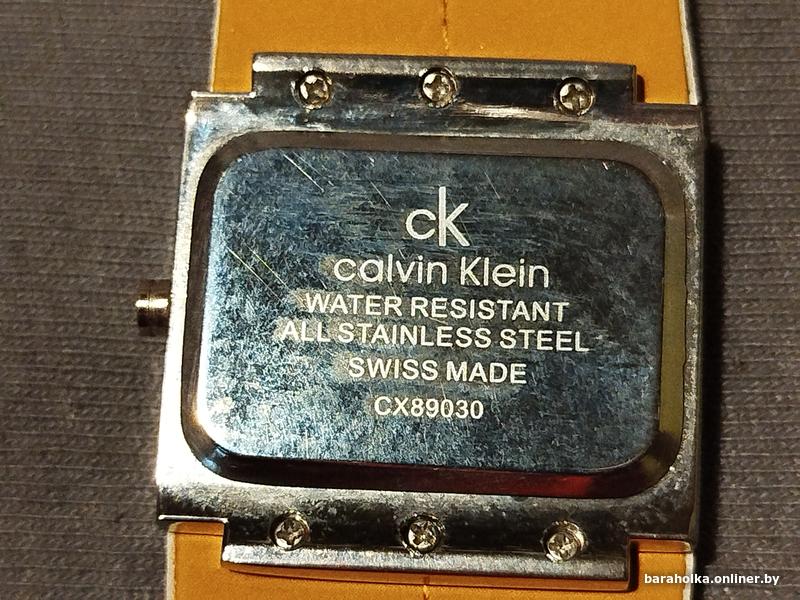 ck
calvin Klein
WATER RESISTANT
ALL STAINLESS STEEL
SWISS MADE
CX89030
baraholka.onliner.by